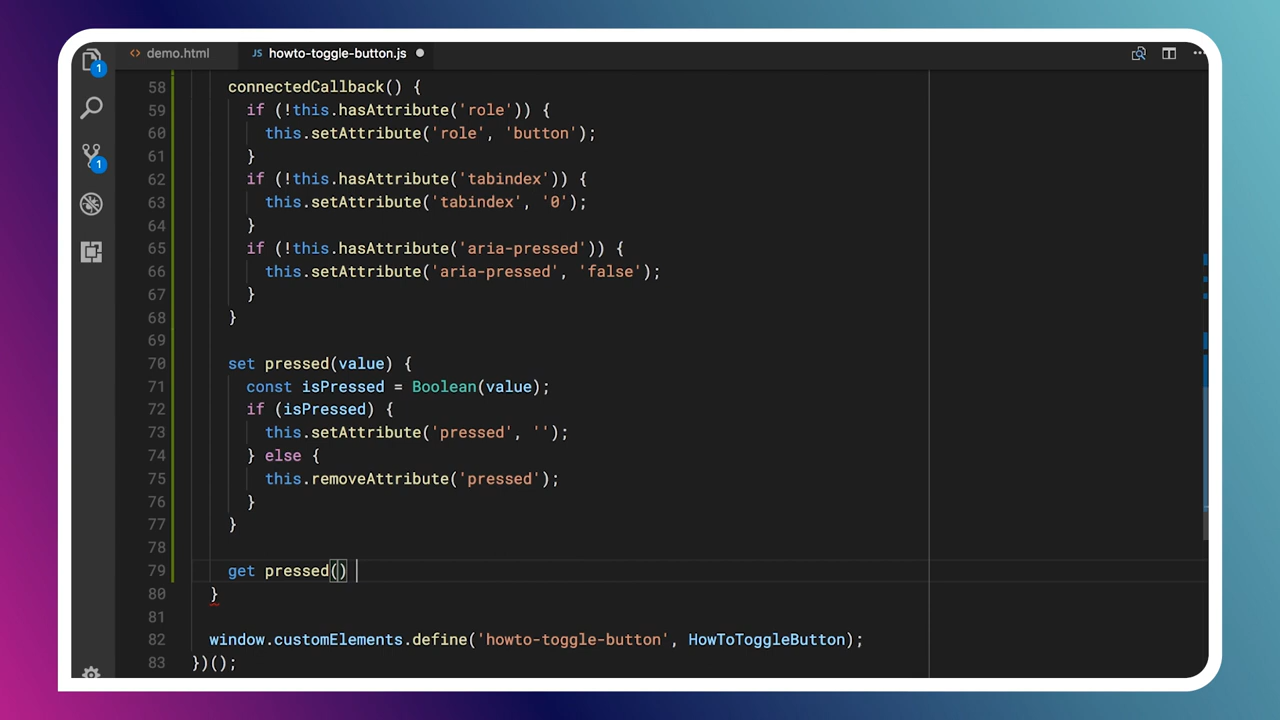 demo.html
JS howto-toggle-button.js
1
1
58 connectedCallback() {
59 if (!this.hasAttribute('role')) {
60 this.setAttribute('role', 'button');
61 }
62 if (!this.hasAttribute('tabindex')) {
63 this.setAttribute('tabindex', '0');
64 }
65 if (!this.hasAttribute('aria-pressed')) {
66 this.setAttribute('aria-pressed', 'false');
67 }
68 }
69
70 set pressed(value) {
71 const isPressed = Boolean(value);
72 if (isPressed) {
73 this.setAttribute('pressed', '');
74 } else {
75 this.removeAttribute('pressed');
76 }
77 }
78
79 get pressed()
80 }
81
82 window.customElements.define('howto-toggle-button', HowToToggleButton);
83 })();